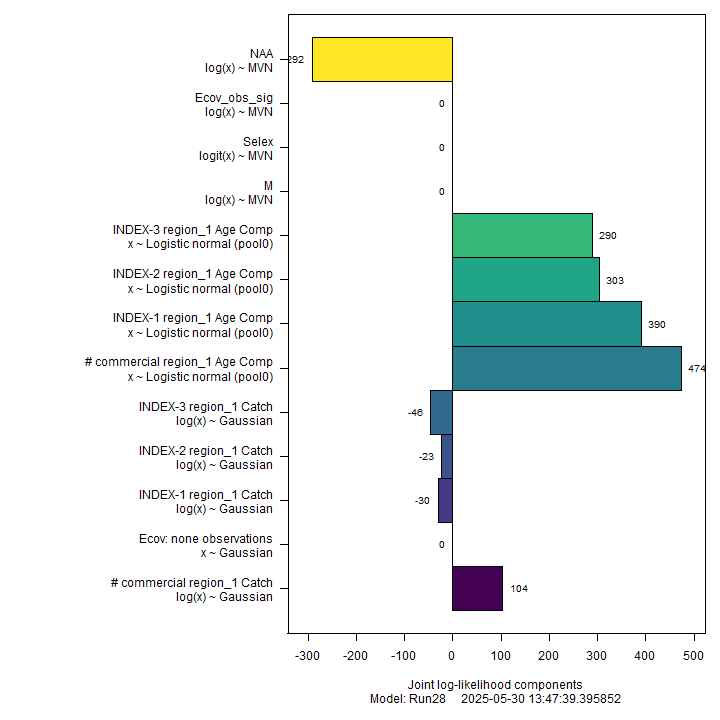 NAA
log(x) ~ MVN
292
Ecov_obs_sig
log(x) ~ MVN
0
Selex
logit(x) ~ MVN
0
M
log(x) ~ MVN
0
INDEX-3 region_1 Age Comp
x ~ Logistic normal (pool0)
290
INDEX-2 region_1 Age Comp
x ~ Logistic normal (pool0)
303
INDEX-1 region_1 Age Comp
x ~ Logistic normal (pool0)
390
# commercial region_1 Age Comp
x ~ Logistic normal (pool0)
474
INDEX-3 region_1 Catch
log(x) ~ Gaussian
-46
INDEX-2 region_1 Catch
log(x) ~ Gaussian
-23
INDEX-1 region_1 Catch
log(x) ~ Gaussian
-30
Ecov: none observations
x ~ Gaussian
0
# commercial region_1 Catch
log(x) ~ Gaussian
104
-300 -200 -100 0 100 200 300 400 500
Joint log-likelihood components
Model: Run28 2025-05-30 13:47:39.395852